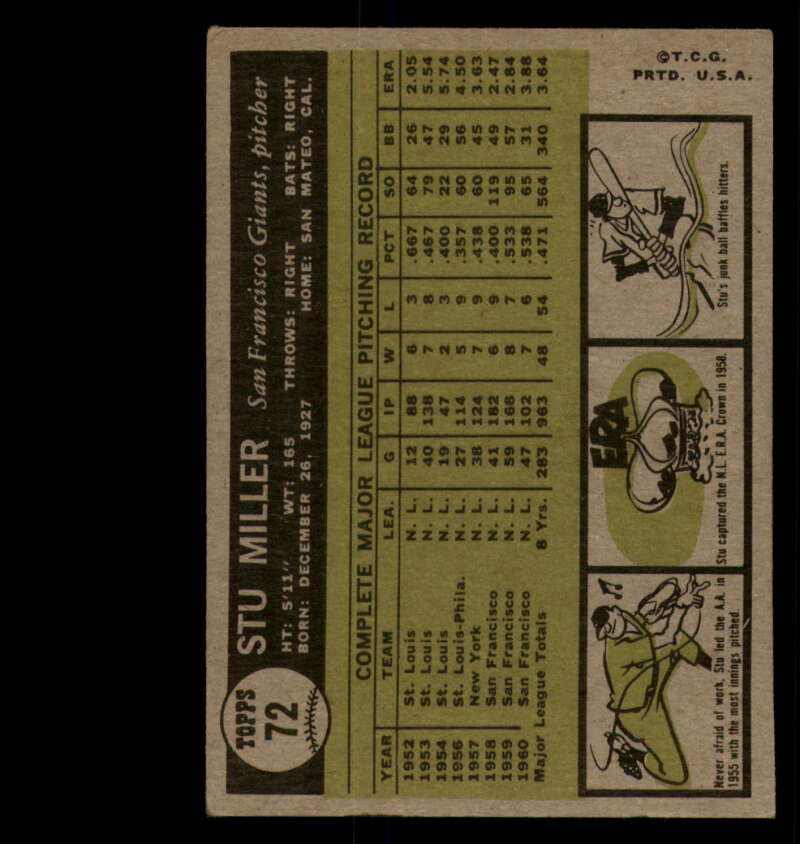 TOPPS
72
STU MILLER San Francisco Giants, pitcher
HT: 5'11" WT: 165 THROWS: RIGHT BATS: RIGHT
BORN: DECEMBER 26, 1927 HOME: SAN MATEO, CAL.
COMPLETE MAJOR LEAGUE PITCHING RECORD
YEAR TEAM LEA. G IP W L PCT SO BB ERA
1952 St. Louis N. L. 12 88 6 3 .667 64 26 2.05
1953 St. Louis N. L. 40 138 7 8 .467 79 47 5.54
1954 St. Louis N. L. 19 47 2 3 .400 22 29 5.74
1956 St. Louis-Phila. N. L. 27 114 5 9 .357 60 56 4.50
1957 New York N. L. 38 124 7 9 .438 60 45 3.63
1958 San Francisco N. L. 41 182 6 9 .400 119 49 2.47
1959 San Francisco N. L. 59 168 8 7 .533 95 57 2.84
1960 San Francisco N. L. 47 102 7 6 .538 65 31 3.88
Major League Totals 8 Yrs. 283 963 48 54 .471 564 340 3.64
Never afraid of work, Stu led the A.A. in
1955 with the most innings pitched.
ERA
Stu captured the N.L. E.R.A. Crown in 1958.
Stu's junk ball baffles hitters.
©T.C.G.
PRTD. U.S.A.